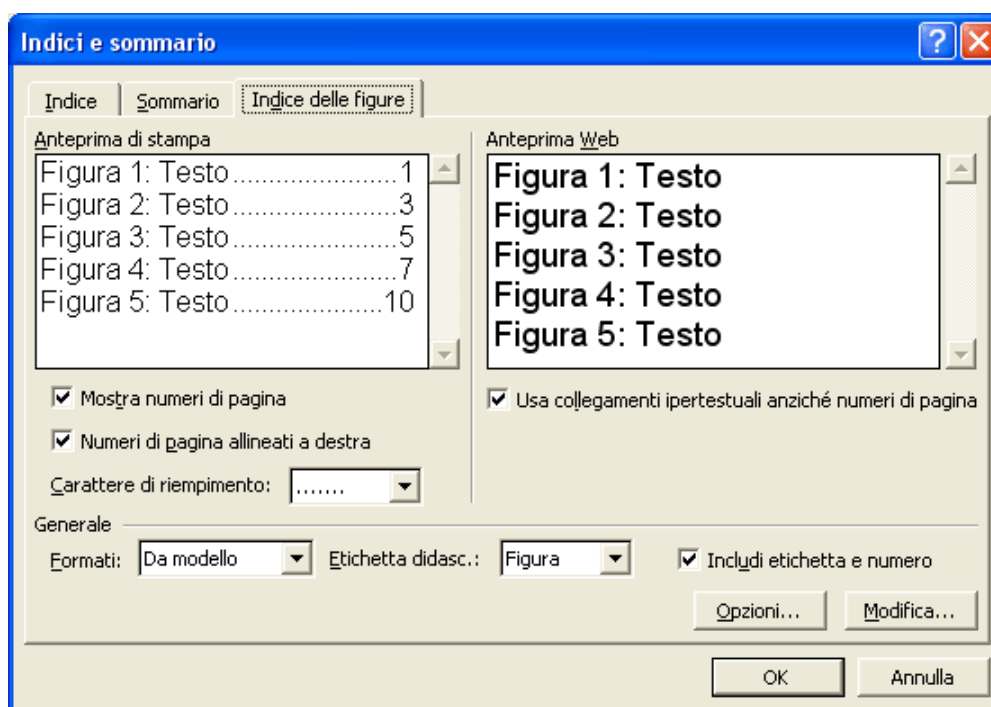 Indici e sommario
Indice Sommario Indice delle figure
Anteprima di stampa
Figura 1: Testo.......................1
Figura 2: Testo.......................3
Figura 3: Testo.......................5
Figura 4: Testo.......................7
Figura 5: Testo.....................10
Anteprima Web
Figura 1: Testo
Figura 2: Testo
Figura 3: Testo
Figura 4: Testo
Figura 5: Testo
Mostra numeri di pagina
Numeri di pagina allineati a destra
Carattere di riempimento: .......
Usa collegamenti ipertestuali anziché numeri di pagina
Generale
Formati: Da modello Etichetta didasc.: Figura Includi etichetta e numero
Opzioni... Modifica...
OK Annulla